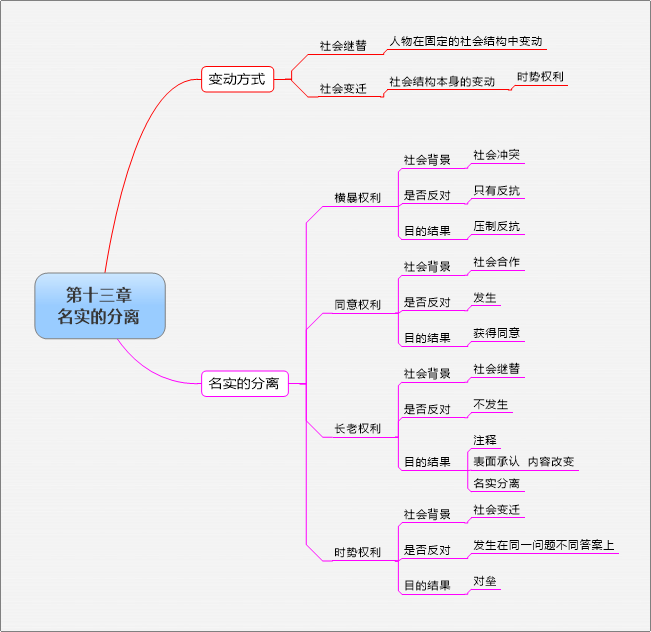 第十三章
名实的分离
变动方式
社会继替
人物在固定的社会结构中变动
社会变迁
社会结构本身的变动
时势权利
名实的分离
横暴权利
社会背景
社会冲突
是否反对
只有反抗
目的结果
压制反抗
同意权利
社会背景
社会合作
是否反对
发生
目的结果
获得同意
长老权利
社会背景
社会继替
是否反对
不发生
目的结果
注释
表面承认 内容改变
名实分离
时势权利
社会背景
社会变迁
是否反对
发生在同一问题不同答案上
目的结果
对垒